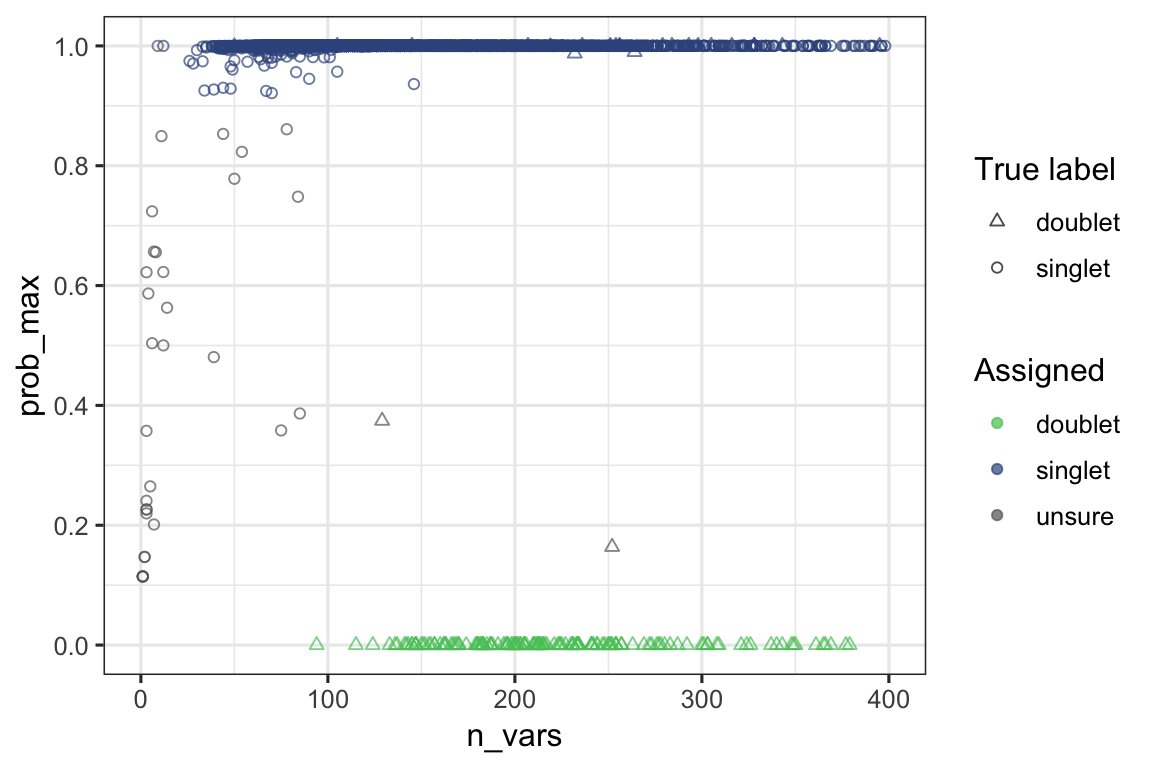 1.0
0.8
0.6
0.4
0.2
0.0
prob_max
0
100
200
300
400
n_vars
True label
doublet
singlet
Assigned
doublet
singlet
unsure